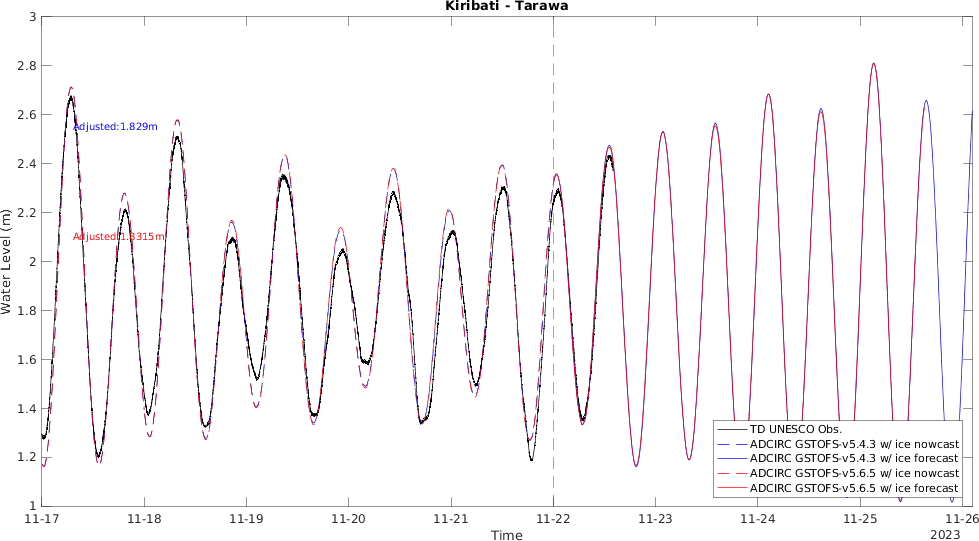 Kiribati - Tarawa
3
2.8
2.6
2.4
2.2
2
1.8
1.6
1.4
1.2
1
Water Level (m)
Adjusted:1.829m
Adjusted:1.8315m
TD UNESCO Obs.
ADCIRC GSTOFS-v5.4.3 w/ ice nowcast
ADCIRC GSTOFS-v5.4.3 w/ ice forecast
ADCIRC GSTOFS-v5.6.5 w/ ice nowcast
ADCIRC GSTOFS-v5.6.5 w/ ice forecast
11-17 11-18 11-19 11-20 11-21 11-22 11-23 11-24 11-25 11-26
Time 2023